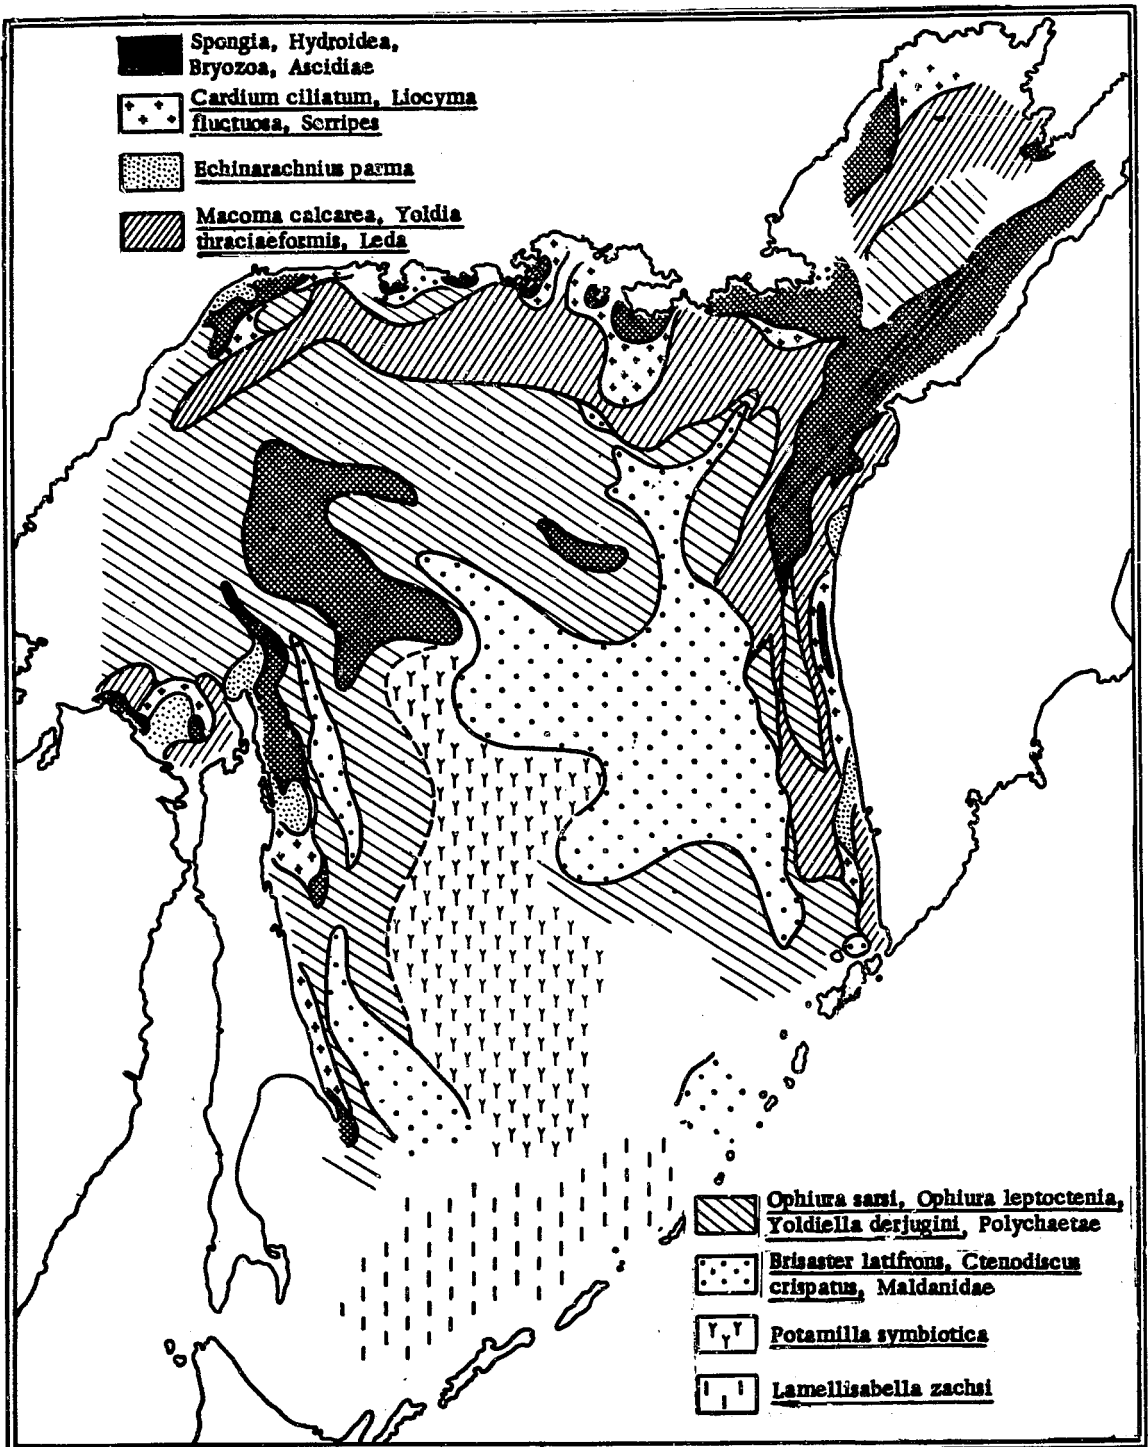 Spongia, Hydroidea,
Bryozoa, Ascidiae
Cardium ciliatum, Liocyma
fluctuosa, Serripes
Echinarachnius parma
Macoma calcarea, Yoldia
thraciaeformis, Leda
Ophiura sarsi, Ophiura leptoctenia,
Yoldiella derjugini, Polychaetae
Brisaster latifrons, Ctenodiscus
crispatus, Maldanidae
Potamilla symbiotica
Lamellisabella zachsi